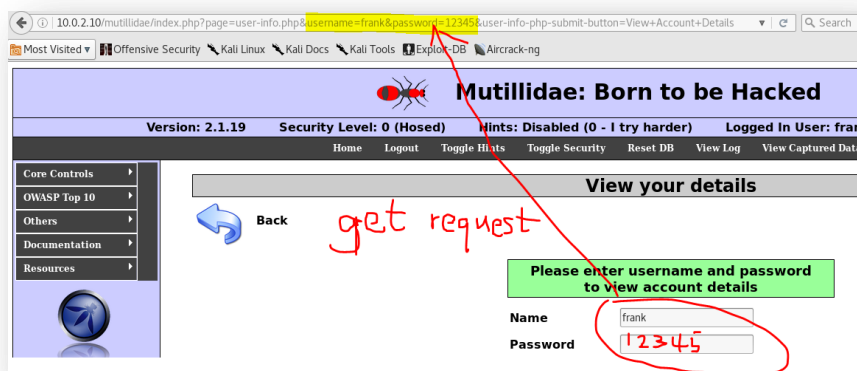 10.0.2.10/mutillidae/index.php?page=user-info.php&username=frank&password=12345&user-info-php-submit-button=View+Account+Details Search
Most Visited Offensive Security Kali Linux Kali Docs Kali Tools Exploit-DB Aircrack-ng
Mutillidae: Born to be Hacked
Version: 2.1.19 Security Level: 0 (Hosed) Hints: Disabled (0 - I try harder) Logged In User: fran
Home Logout Toggle Hints Toggle Security Reset DB View Log View Captured Data
Core Controls
OWASP Top 10
Others
Documentation
Resources
View your details
Back
get request
Please enter username and password
to view account details
Name frank
Password 12345